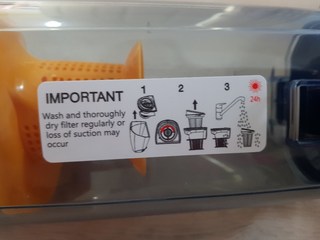 IMPORTANT
Wash and thoroughly
dry filter regularly or
loss of suction may
occur
1 2 3
24h